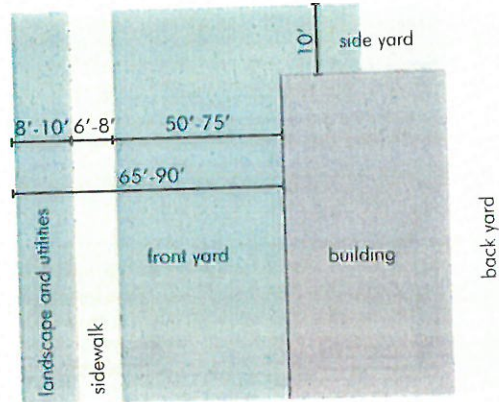 10'
side yard
8'-10'
6'-8'
50'-75'
65'-90'
landscape and utilities
sidewalk
front yard
building
back yard